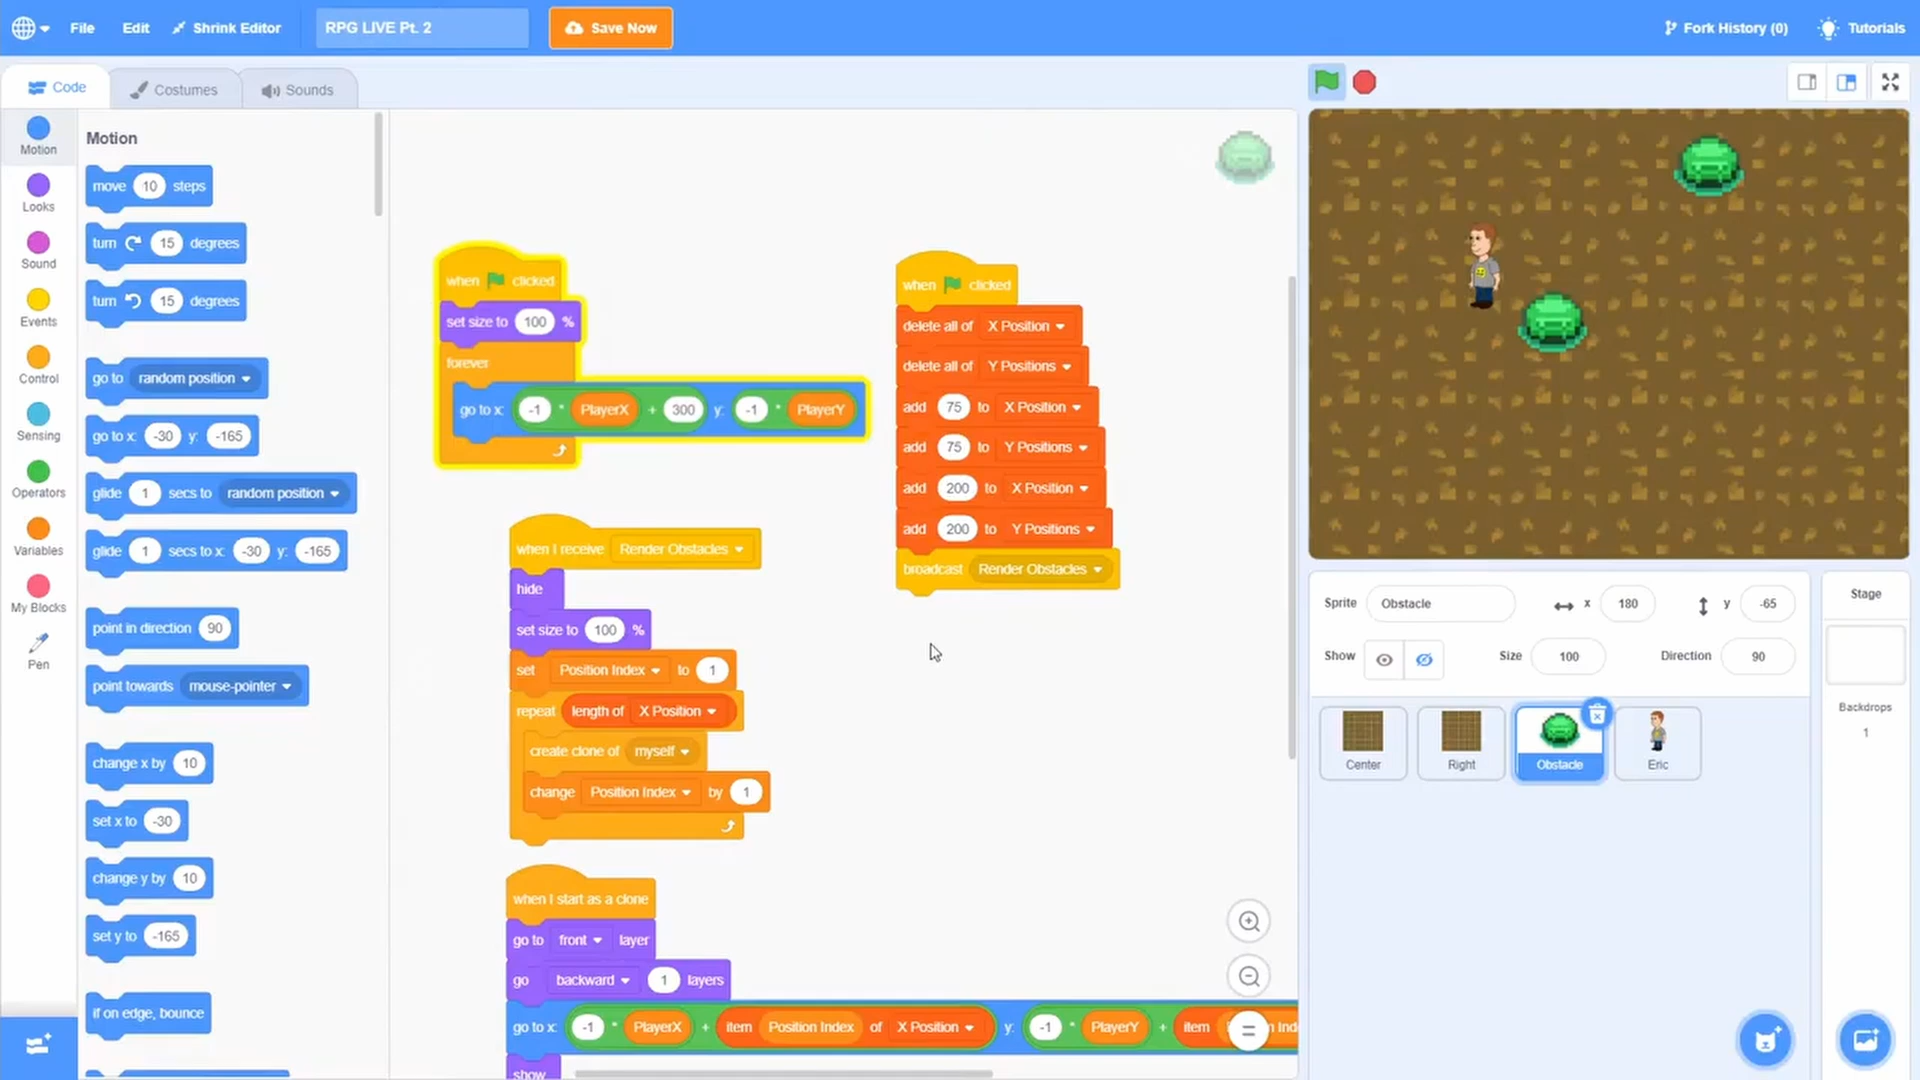 File Edit Shrink Editor RPG LIVE Pt. 2 Save Now Fork History (0) Tutorials
Code Costumes Sounds
Motion
Looks
Sound
Events
Control
Sensing
Operators
Variables
My Blocks
Pen
Motion
move 10 steps
turn 15 degrees
turn 15 degrees
go to random position
go to x: -30 y: -165
glide 1 secs to random position
glide 1 secs to x: -30 y: -165
point in direction 90
point towards mouse-pointer
change x by 10
set x to -30
change y by 10
set y to -165
if on edge, bounce
when clicked
set size to 100 %
forever
go to x: -1 * PlayerX + 300 y: -1 * PlayerY
when I receive Render Obstacles
hide
set size to 100 %
set Position Index to 1
repeat length of X Position
create clone of myself
change Position Index by 1
when I start as a clone
go to front layer
go backward 1 layers
go to x: -1 * PlayerX + item Position Index of X Position y: -1 * PlayerY + item
show
when clicked
delete all of X Position
delete all of Y Positions
add 75 to X Position
add 75 to Y Positions
add 200 to X Position
add 200 to Y Positions
broadcast Render Obstacles
Sprite Obstacle x 180 y -65
Show Size 100 Direction 90
Center Right Obstacle Eric
Stage
Backdrops
1